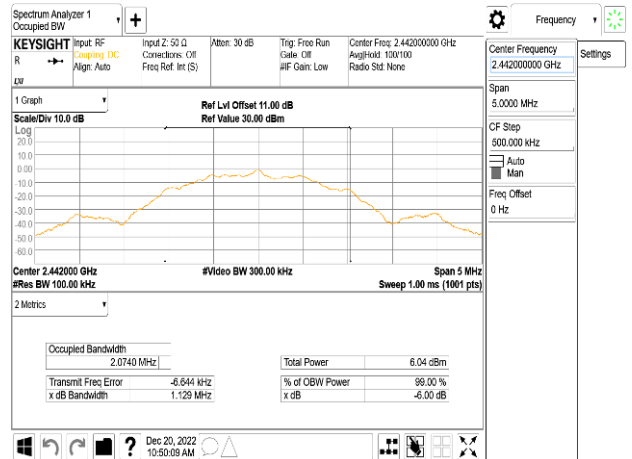 Spectrum Analyzer 1
Occupied BW
Frequency
KEYSIGHT
R
Input: RF
Coupling: DC
Align: Auto
Input Z: 50 Ω
Corrections: Off
Freq Ref: Int (S)
Atten: 30 dB
Trig: Free Run
Gate: Off
#IF Gain: Low
Center Freq: 2.442000000 GHz
Avg|Hold: 100/100
Radio Std: None
Center Frequency
2.442000000 GHz
Settings
Span
5.0000 MHz
CF Step
500.000 kHz
Auto
Man
Freq Offset
0 Hz
1 Graph
Scale/Div 10.0 dB
Ref Lvl Offset 11.00 dB
Ref Value 30.00 dBm
Log
20.0
10.0
0.00
-10.0
-20.0
-30.0
-40.0
-50.0
-60.0
Center 2.442000 GHz
#Video BW 300.00 kHz
Span 5 MHz
#Res BW 100.00 kHz
Sweep 1.00 ms (1001 pts)
2 Metrics
Occupied Bandwidth
2.0740 MHz
Total Power 6.04 dBm
Transmit Freq Error -6.644 kHz
% of OBW Power 99.00 %
x dB Bandwidth 1.129 MHz
x dB -6.00 dB
Dec 20, 2022
10:50:09 AM